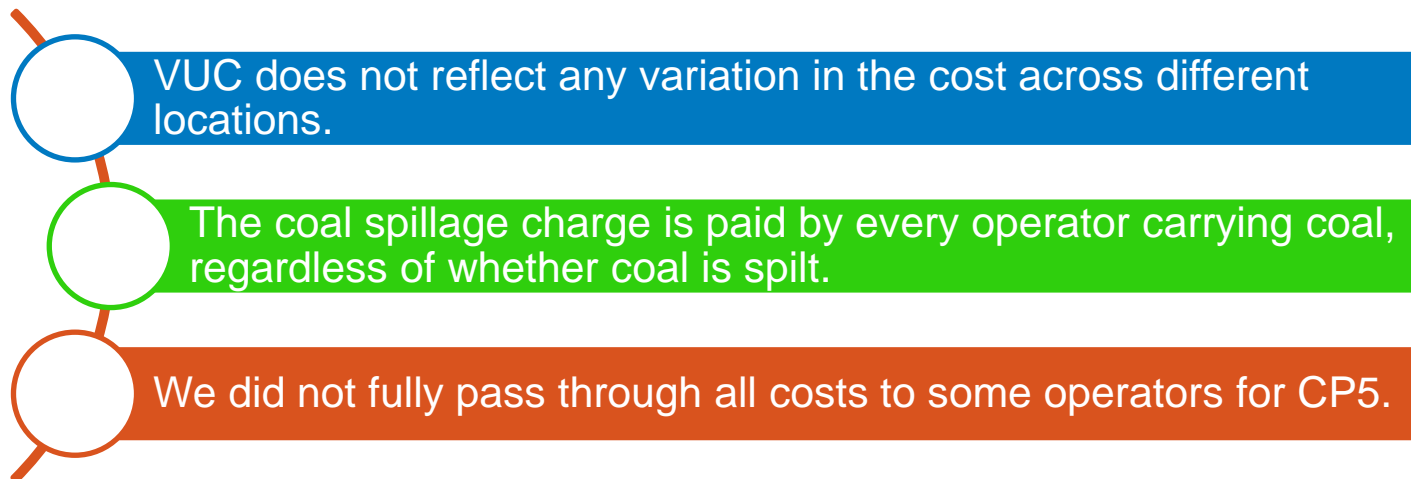 VUC does not reflect any variation in the cost across different
locations.
The coal spillage charge is paid by every operator carrying coal,
regardless of whether coal is spilt.
We did not fully pass through all costs to some operators for CP5.